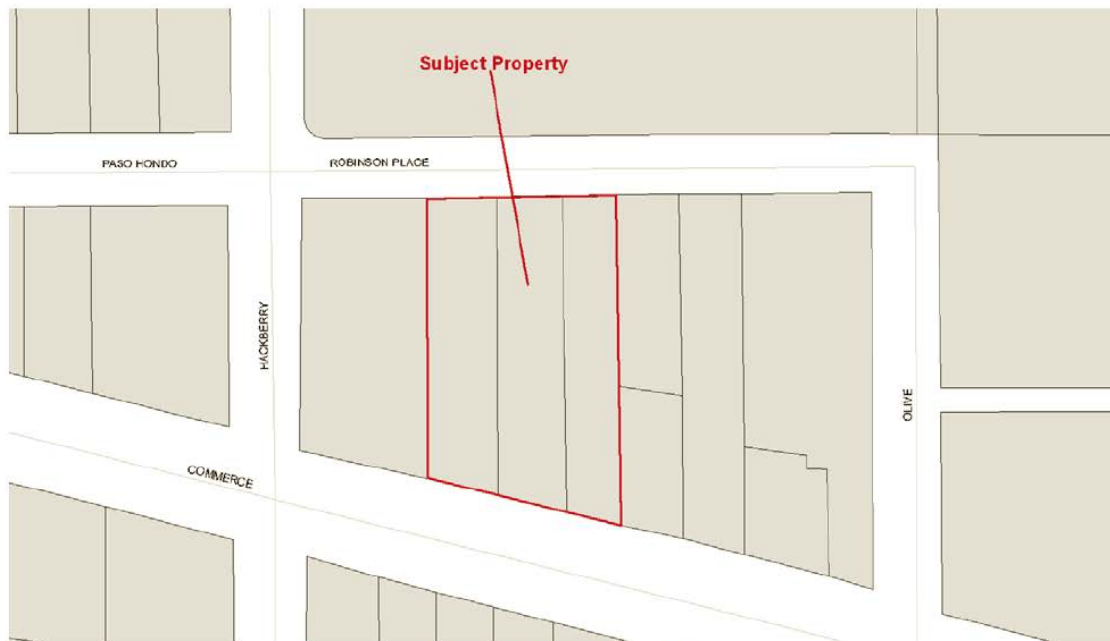 Subject Property
PASO HONDO
ROBINSON PLACE
HACKBERRY
OLIVE
COMMERCE